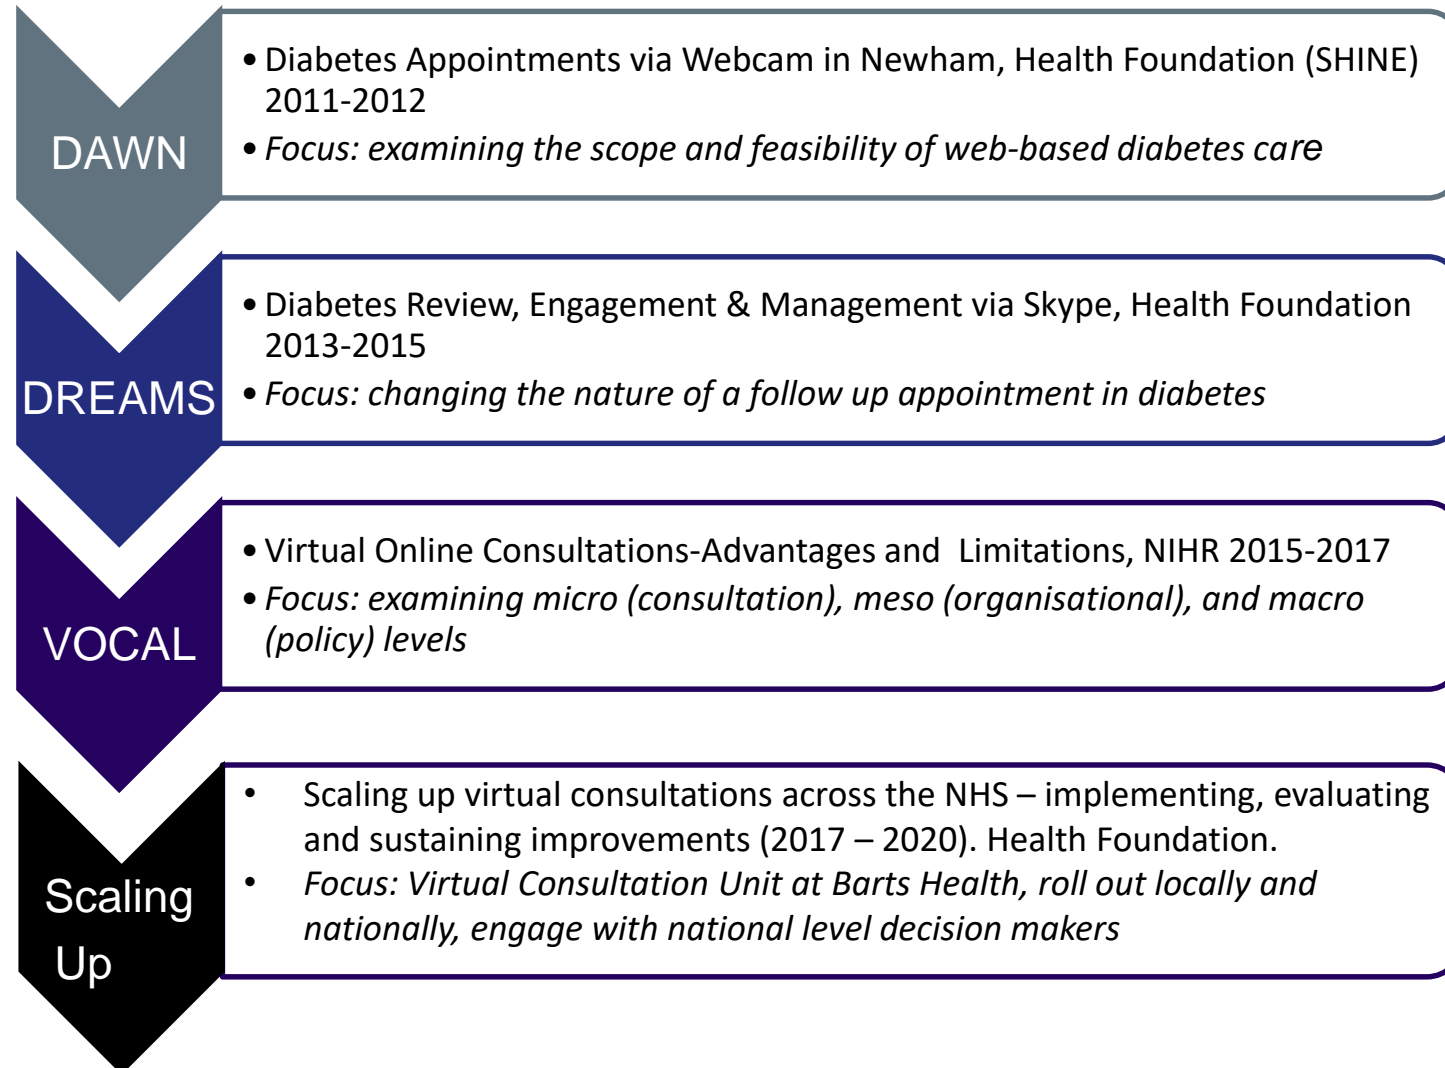 DAWN
• Diabetes Appointments via Webcam in Newham, Health Foundation (SHINE)
2011-2012
• Focus: examining the scope and feasibility of web-based diabetes care
DREAMS
• Diabetes Review, Engagement & Management via Skype, Health Foundation
2013-2015
• Focus: changing the nature of a follow up appointment in diabetes
VOCAL
• Virtual Online Consultations-Advantages and Limitations, NIHR 2015-2017
• Focus: examining micro (consultation), meso (organisational), and macro
(policy) levels
Scaling
Up
• Scaling up virtual consultations across the NHS – implementing, evaluating
and sustaining improvements (2017 – 2020). Health Foundation.
• Focus: Virtual Consultation Unit at Barts Health, roll out locally and
nationally, engage with national level decision makers